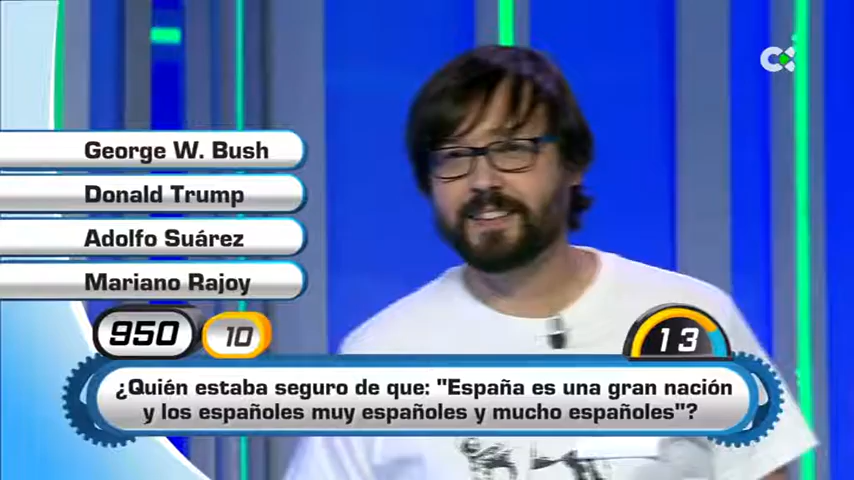 George W. Bush
Donald Trump
Adolfo Suárez
Mariano Rajoy
950
10
13
¿Quién estaba seguro de que: "España es una gran nación
y los españoles muy españoles y mucho españoles"?